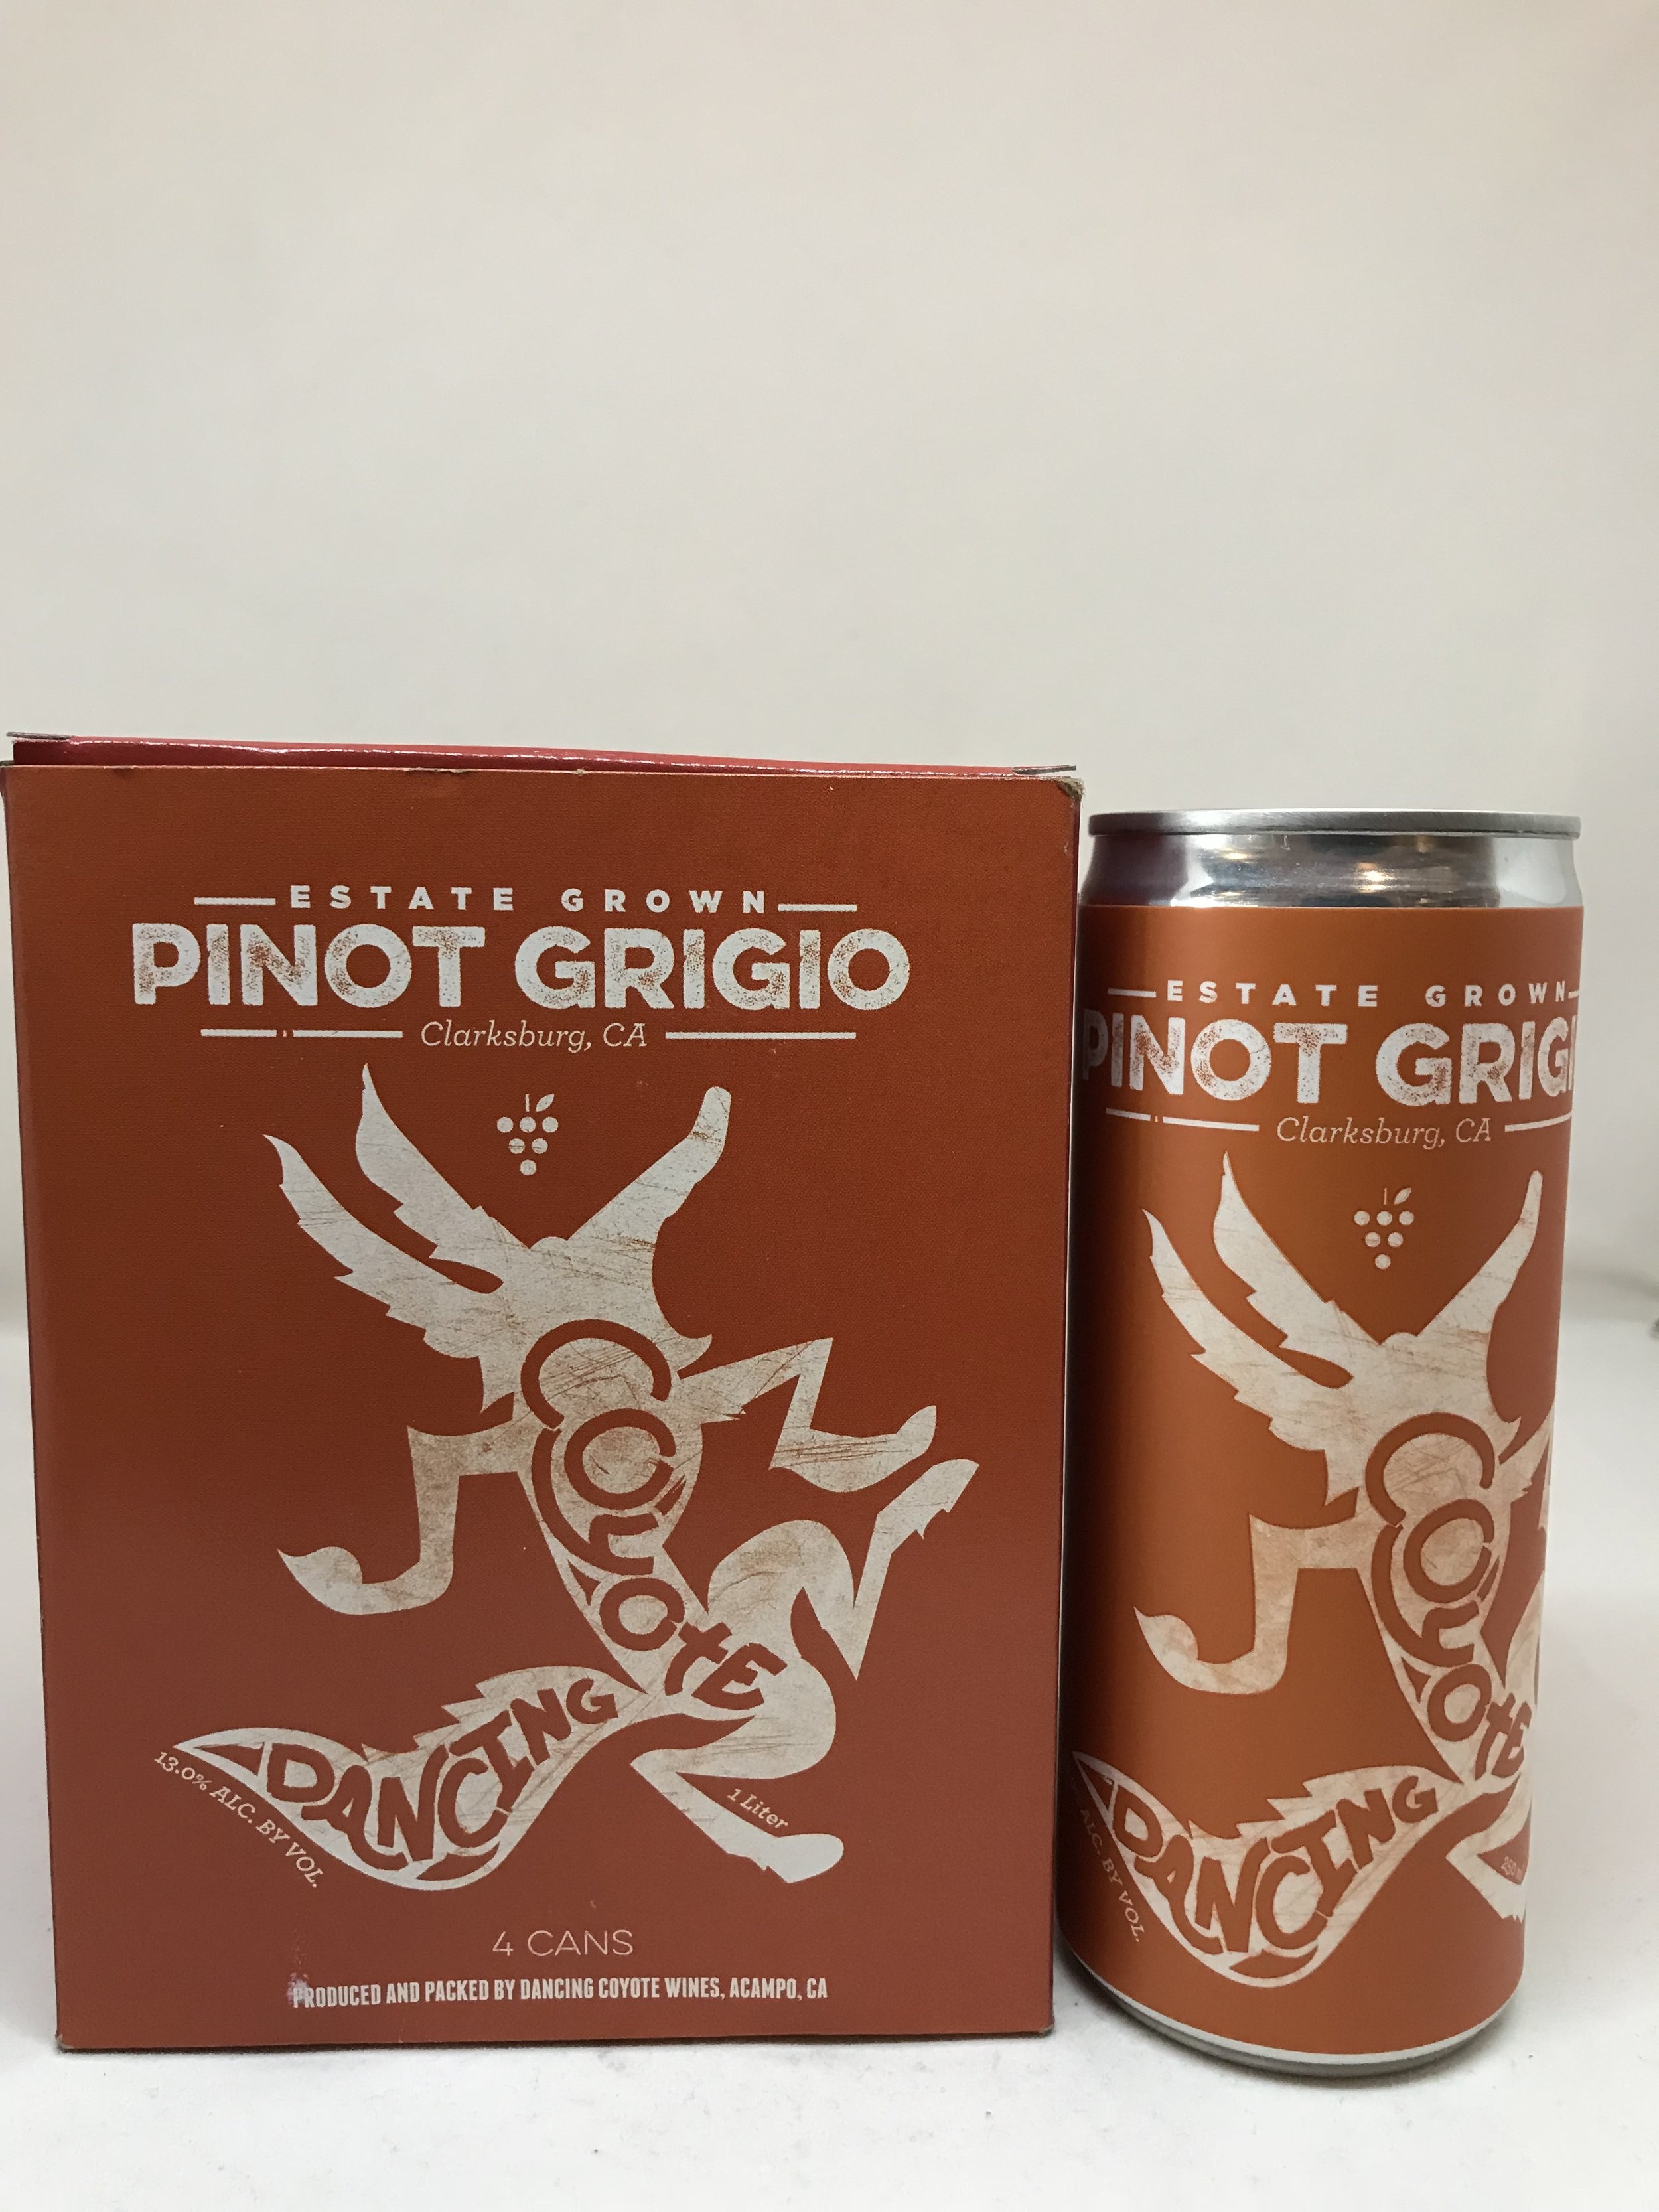 ESTATE GROWN
PINOT GRIGIO
Clarksburg, CA
COYOTE
DANCING
13.0% ALC. BY VOL.
1 Liter
4 CANS
PRODUCED AND PACKED BY DANCING COYOTE WINES, ACAMPO, CA
ESTATE GROWN
PINOT GRIGI
Clarksburg, CA
COYOTE
DANCING
ALC. BY VOL.
250